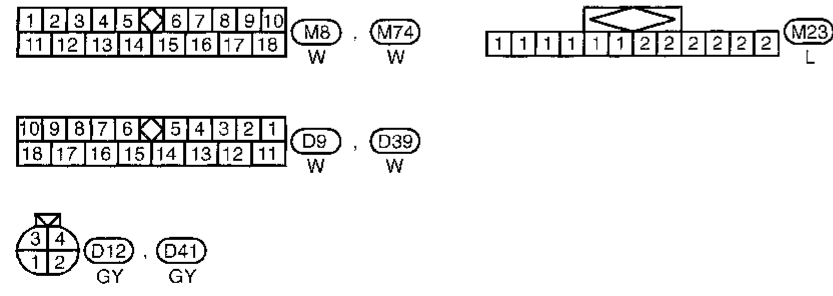 1 2 3 4 5 6 7 8 9 10
11 12 13 14 15 16 17 18
M8 , M74
W W
1 1 1 1 1 1 2 2 2 2 2 2
M23
L
10 9 8 7 6 5 4 3 2 1
18 17 16 15 14 13 12 11
D9 , D39
W W
3 4
1 2
D12 , D41
GY GY